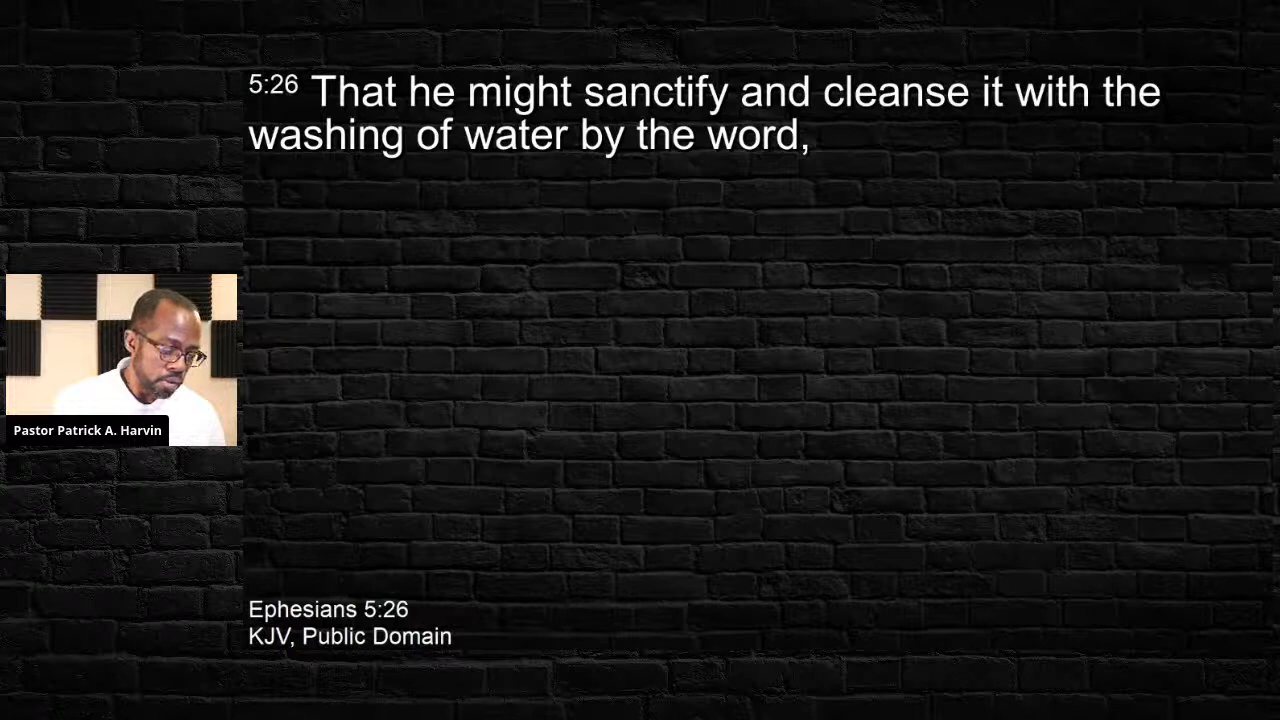 5:26 That he might sanctify and cleanse it with the
washing of water by the word,
Pastor Patrick A. Harvin
Ephesians 5:26
KJV, Public Domain